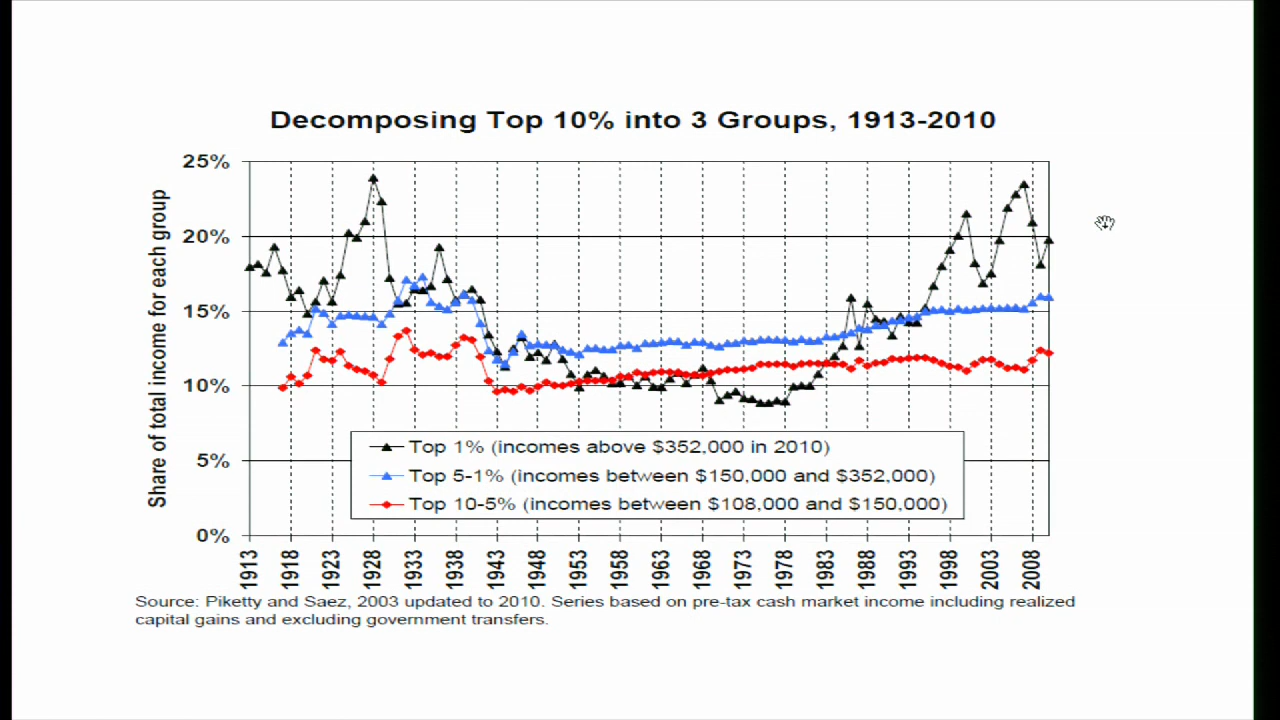 Decomposing Top 10% into 3 Groups, 1913-2010
Share of total income for each group
25%
20%
15%
10%
5%
0%
Top 1% (incomes above $352,000 in 2010)
Top 5-1% (incomes between $150,000 and $352,000)
Top 10-5% (incomes between $108,000 and $150,000)
1913 1918 1923 1928 1933 1938 1943 1948 1953 1958 1963 1968 1973 1978 1983 1988 1993 1998 2003 2008
Source: Piketty and Saez, 2003 updated to 2010. Series based on pre-tax cash market income including realized
capital gains and excluding government transfers.